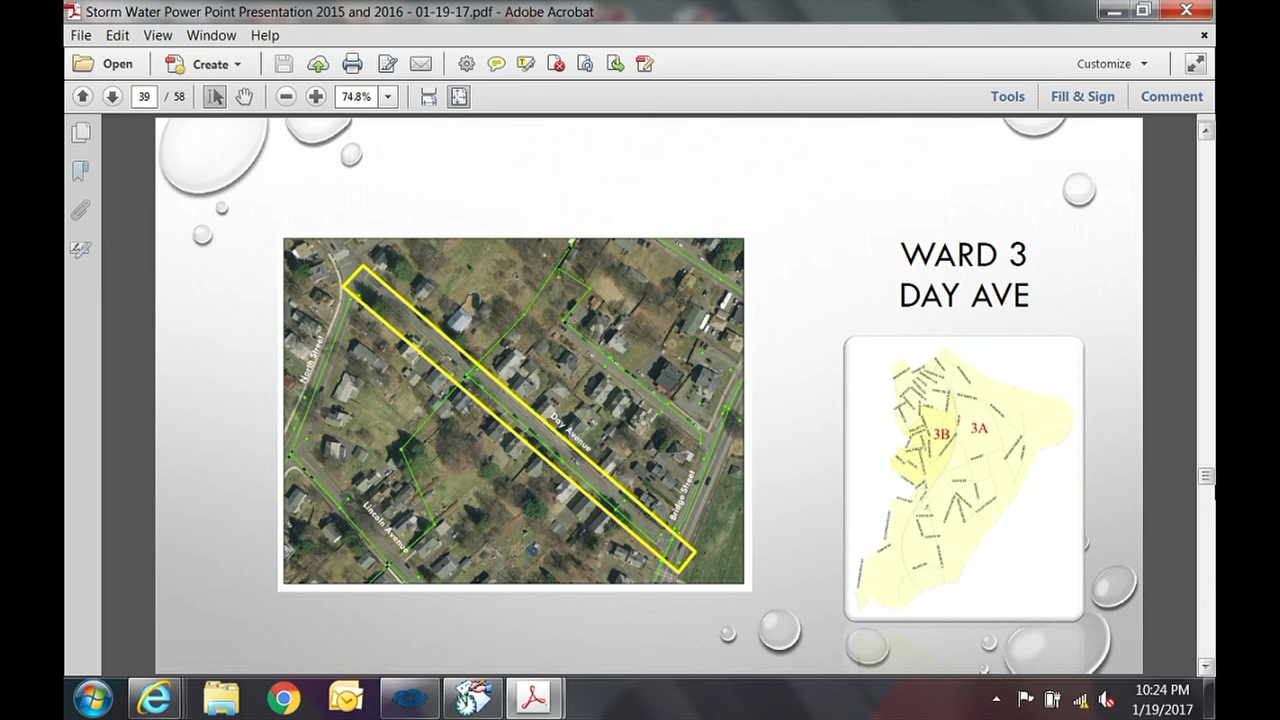 Storm Water Power Point Presentation 2015 and 2016 - 01-19-17.pdf - Adobe Acrobat
File Edit View Window Help
Open Create Customize
39 / 58 74.8% Tools Fill & Sign Comment
WARD 3
DAY AVE
North Street
Day Avenue
Bridge Street
Lincoln Avenue
3B 3A
10:24 PM
1/19/2017